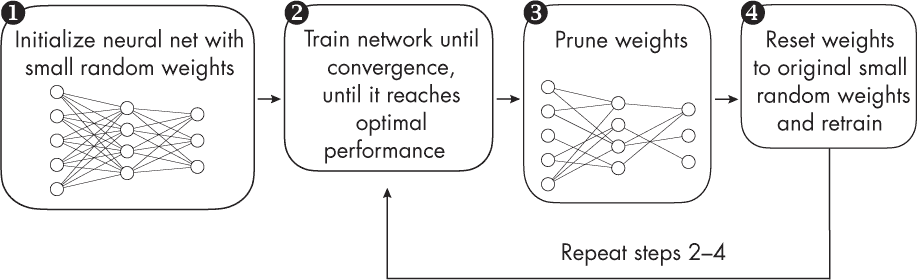 1
Initialize neural net with
small random weights
2
Train network until
convergence,
until it reaches
optimal
performance
3
Prune weights
4
Reset weights
to original small
random weights
and retrain
Repeat steps 2–4